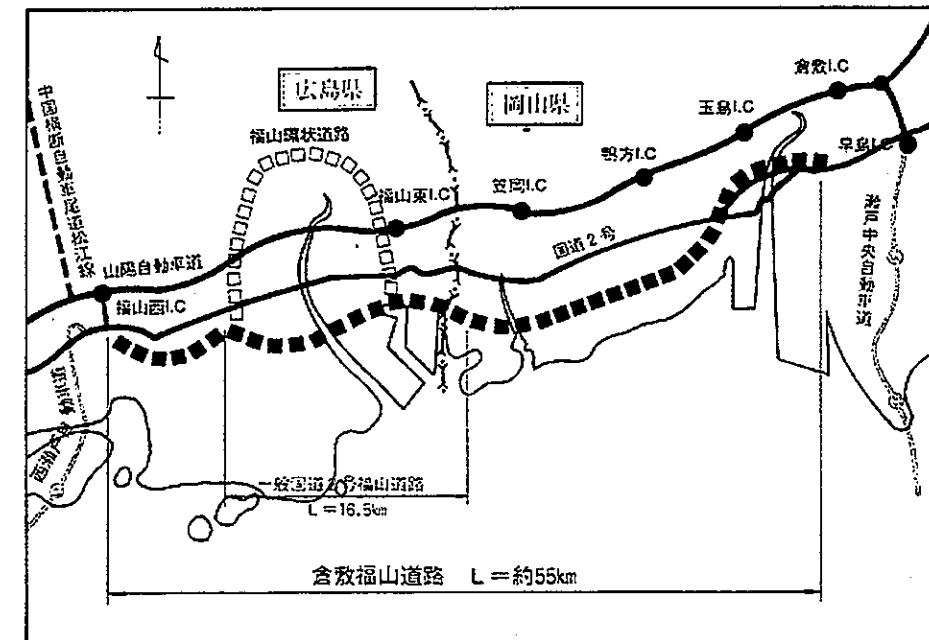 広島県
岡山県
倉敷I.C
玉島I.C
早島I.C
鴨方I.C
笠岡I.C
福山東I.C
福山環状道路
中国横断自動車尾道松江線
山陽自動車道
福山西I.C
国道2号
瀬戸中央自動車道
西瀬戸自動車道
一般国道2号福山道路
L=16.5km
倉敷福山道路 L=約55km